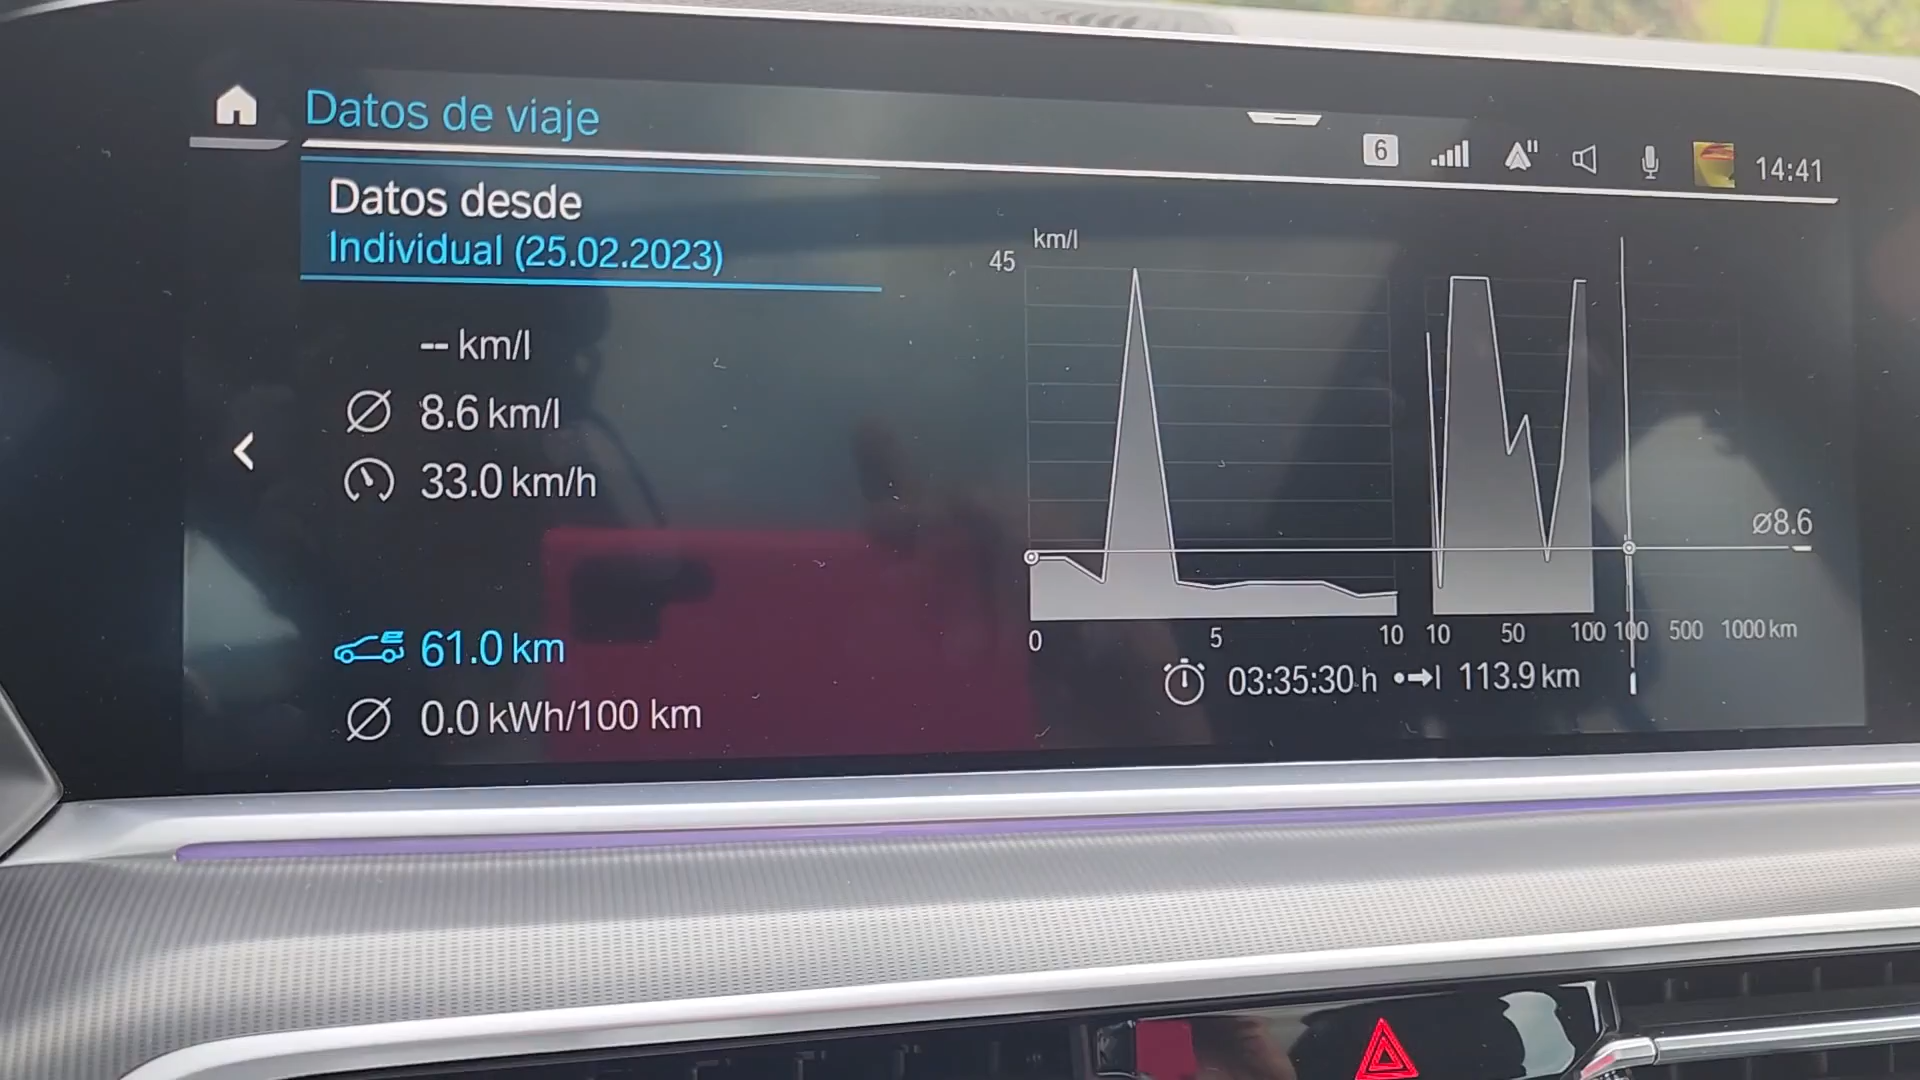 Datos de viaje
6
14:41
Datos desde
Individual (25.02.2023)
-- km/l
Ø 8.6 km/l
33.0 km/h
61.0 km
Ø 0.0 kWh/100 km
km/l
45
ø8.6
0 5 10 10 50 100 100 500 1000 km
03:35:30 h 113.9 km